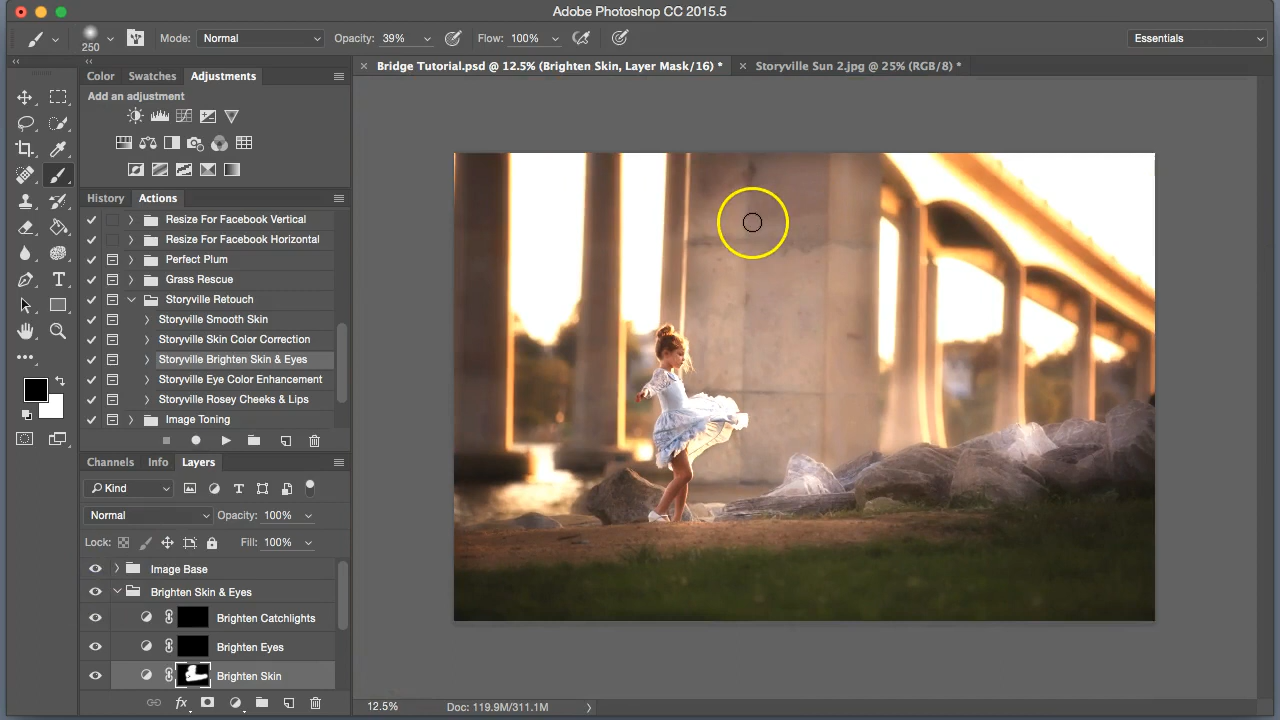 Adobe Photoshop CC 2015.5
250 Mode: Normal Opacity: 39% Flow: 100% Essentials
Bridge Tutorial.psd @ 12.5% (Brighten Skin, Layer Mask/16) * Storyville Sun 2.jpg @ 25% (RGB/8) *
Color Swatches Adjustments
Add an adjustment
History Actions
Resize For Facebook Vertical
Resize For Facebook Horizontal
Perfect Plum
Grass Rescue
Storyville Retouch
Storyville Smooth Skin
Storyville Skin Color Correction
Storyville Brighten Skin & Eyes
Storyville Eye Color Enhancement
Storyville Rosey Cheeks & Lips
Image Toning
Channels Info Layers
Kind
Normal Opacity: 100%
Lock: Fill: 100%
Image Base
Brighten Skin & Eyes
Brighten Catchlights
Brighten Eyes
Brighten Skin
fx
12.5% Doc: 119.9M/311.1M